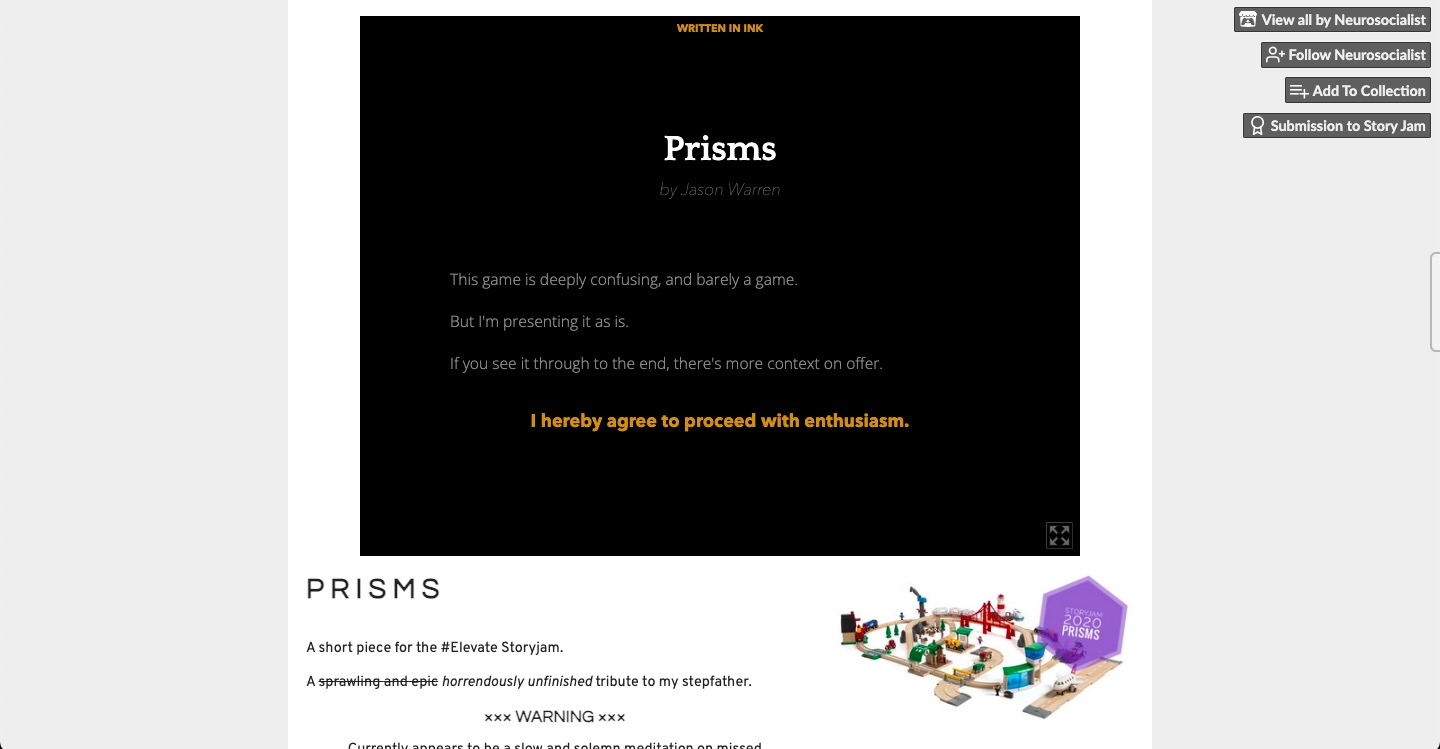 WRITTEN IN INK
View all by Neurosocialist
Follow Neurosocialist
Add To Collection
Submission to Story Jam
Prisms
by Jason Warren
This game is deeply confusing, and barely a game.
But I'm presenting it as is.
If you see it through to the end, there's more context on offer.
I hereby agree to proceed with enthusiasm.
PRISMS
STORYJAM
2020
PRISMS
A short piece for the #Elevate Storyjam.
A sprawling and epic horrendously unfinished tribute to my stepfather.
××× WARNING ×××
Currently appears to be a slow and solemn meditation on missed